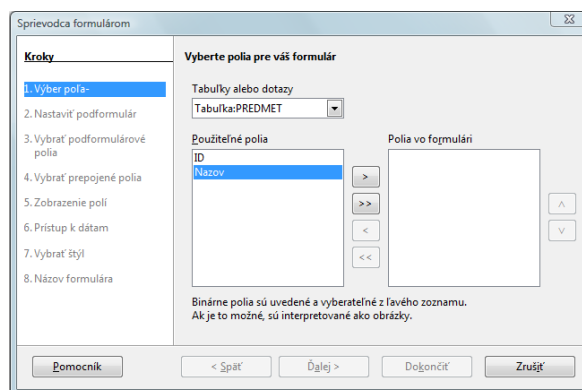 Sprievodca formulárom
Kroky
1. Výber poľa-
2. Nastaviť podformulár
3. Vybrať podformulárové
polia
4. Vybrať prepojené polia
5. Zobrazenie polí
6. Prístup k dátam
7. Vybrať štýl
8. Názov formulára
Vyberte polia pre váš formulár
Tabuľky alebo dotazy
Tabuľka:PREDMET
Použiteľné polia
Polia vo formulári
ID
Nazov
>
>>
<
<<
Binárne polia sú uvedené a vyberateľné z ľavého zoznamu.
Ak je to možné, sú interpretované ako obrázky.
Pomocník
< Späť
Ďalej >
Dokončiť
Zrušiť